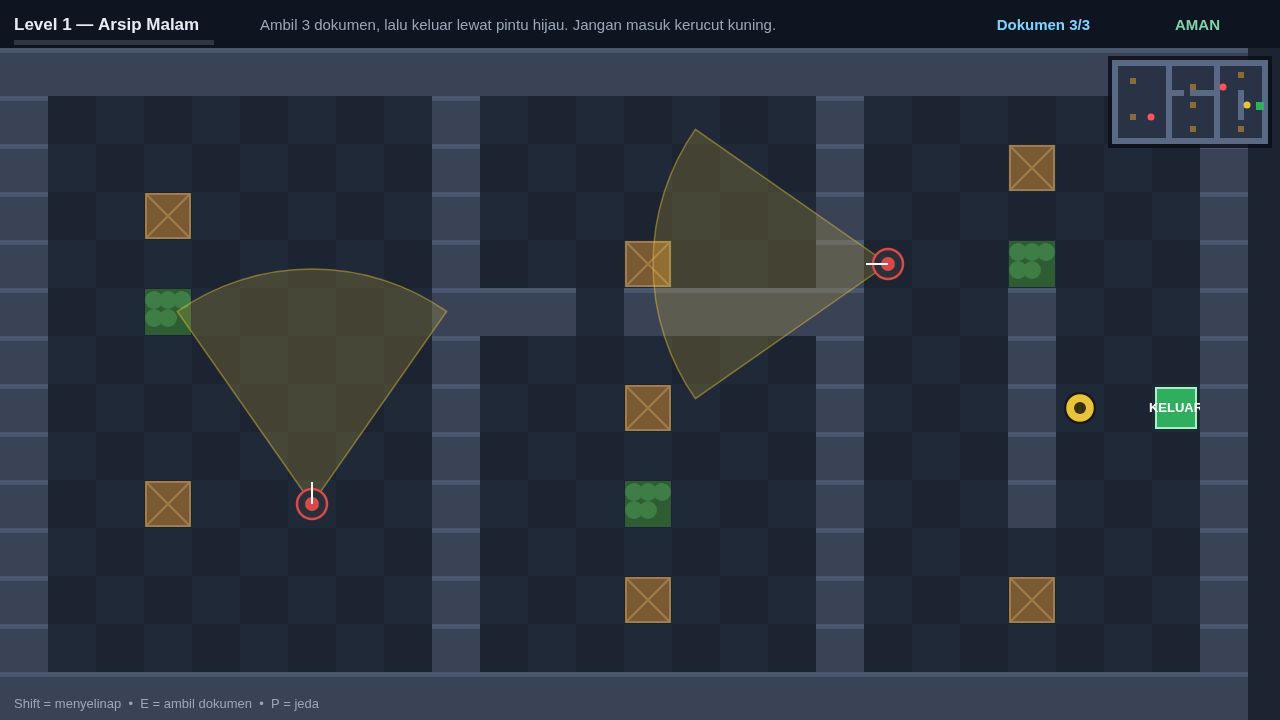 Level 1 — Arsip Malam
Ambil 3 dokumen, lalu keluar lewat pintu hijau. Jangan masuk kerucut kuning.
Dokumen 3/3
AMAN
KELUAR
Shift = menyelinap • E = ambil dokumen • P = jeda